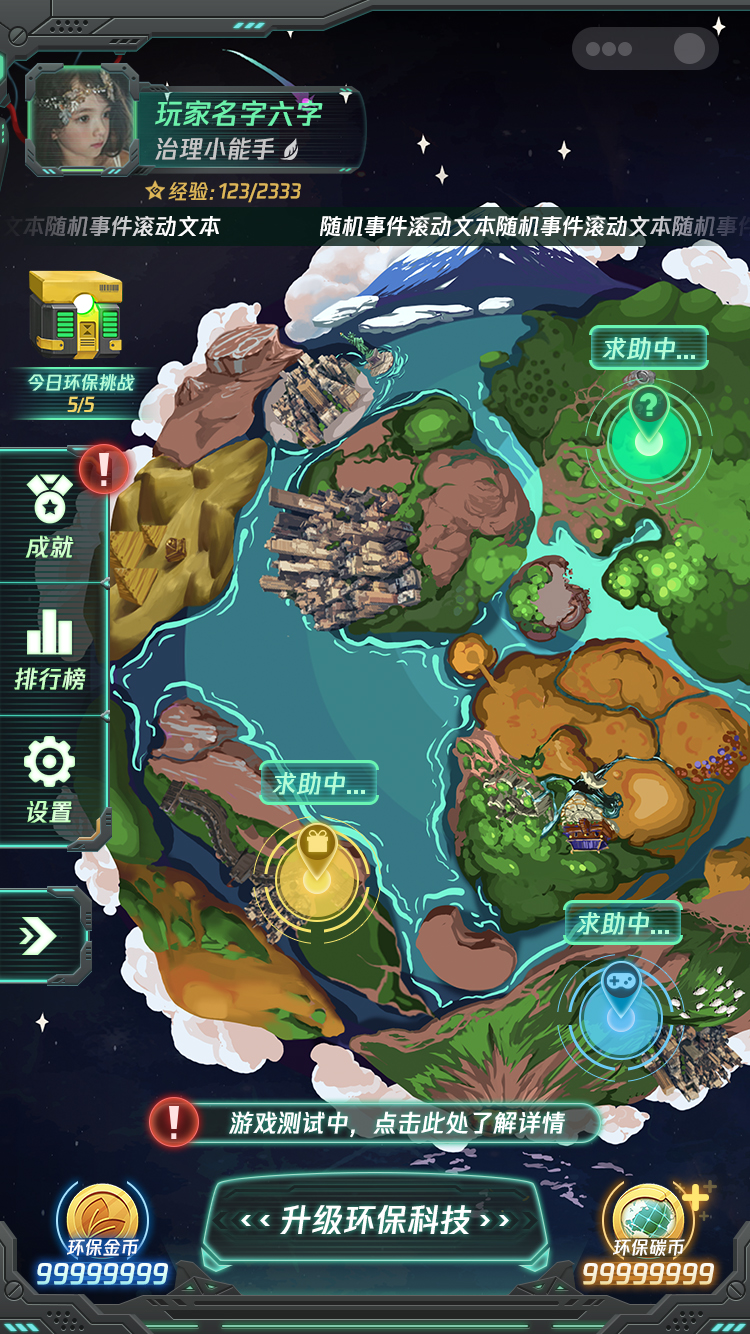 玩家名字六字
治理小能手
经验:123/2333
文本随机事件滚动文本 随机事件滚动文本随机事件滚动文本随机事件
今日环保挑战
5/5
求助中...
!
?
成就
排行榜
设置
求助中...
求助中...
! 游戏测试中，点击此处了解详情
环保金币
99999999
‹‹ 升级环保科技 ››
环保碳币
99999999